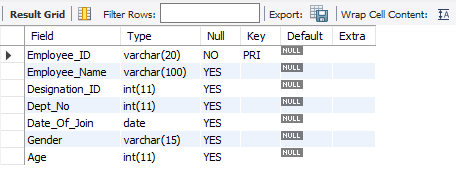 Result Grid Filter Rows: Export: Wrap Cell Content: IA
Field Type Null Key Default Extra
Employee_ID varchar(20) NO PRI NULL
Employee_Name varchar(100) YES NULL
Designation_ID int(11) YES NULL
Dept_No int(11) YES NULL
Date_Of_Join date YES NULL
Gender varchar(15) YES NULL
Age int(11) YES NULL